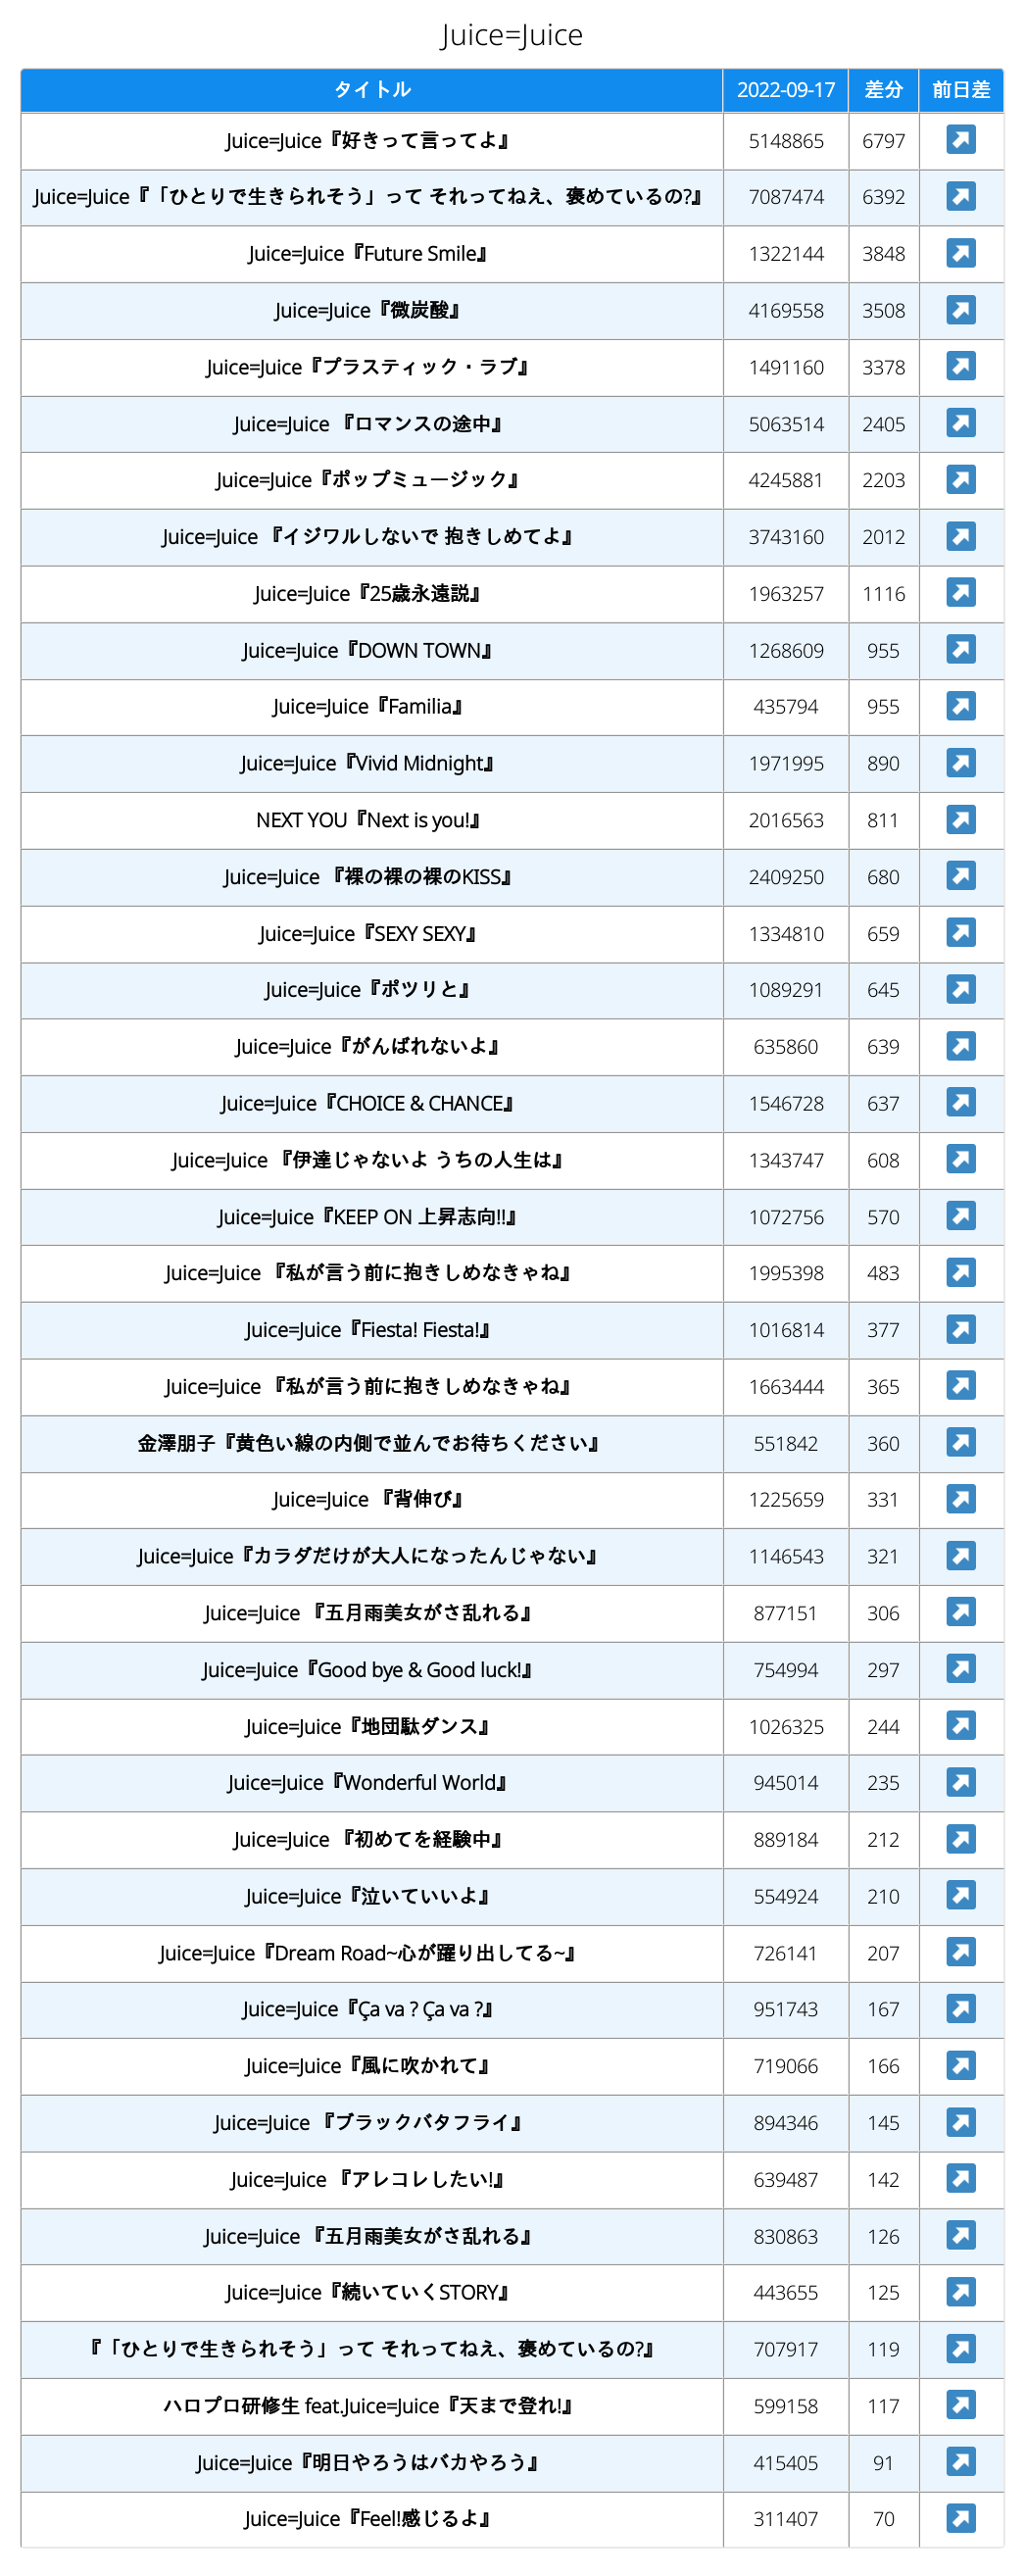 Juice=Juice
タイトル 2022-09-17 差分 前日差
Juice=Juice『好きって言ってよ』 5148865 6797
Juice=Juice『「ひとりで生きられそう」って それってねえ、褒めているの?』 7087474 6392
Juice=Juice『Future Smile』 1322144 3848
Juice=Juice『微炭酸』 4169558 3508
Juice=Juice『プラスティック・ラブ』 1491160 3378
Juice=Juice 『ロマンスの途中』 5063514 2405
Juice=Juice『ポップミュージック』 4245881 2203
Juice=Juice 『イジワルしないで 抱きしめてよ』 3743160 2012
Juice=Juice『25歳永遠説』 1963257 1116
Juice=Juice『DOWN TOWN』 1268609 955
Juice=Juice『Familia』 435794 955
Juice=Juice『Vivid Midnight』 1971995 890
NEXT YOU『Next is you!』 2016563 811
Juice=Juice 『裸の裸の裸のKISS』 2409250 680
Juice=Juice『SEXY SEXY』 1334810 659
Juice=Juice『ポツリと』 1089291 645
Juice=Juice『がんばれないよ』 635860 639
Juice=Juice『CHOICE & CHANCE』 1546728 637
Juice=Juice 『伊達じゃないよ うちの人生は』 1343747 608
Juice=Juice『KEEP ON 上昇志向!!』 1072756 570
Juice=Juice 『私が言う前に抱きしめなきゃね』 1995398 483
Juice=Juice『Fiesta! Fiesta!』 1016814 377
Juice=Juice 『私が言う前に抱きしめなきゃね』 1663444 365
金澤朋子『黄色い線の内側で並んでお待ちください』 551842 360
Juice=Juice 『背伸び』 1225659 331
Juice=Juice『カラダだけが大人になったんじゃない』 1146543 321
Juice=Juice 『五月雨美女がさ乱れる』 877151 306
Juice=Juice『Good bye & Good luck!』 754994 297
Juice=Juice『地団駄ダンス』 1026325 244
Juice=Juice『Wonderful World』 945014 235
Juice=Juice 『初めてを経験中』 889184 212
Juice=Juice『泣いていいよ』 554924 210
Juice=Juice『Dream Road~心が躍り出してる~』 726141 207
Juice=Juice『Ça va ? Ça va ?』 951743 167
Juice=Juice『風に吹かれて』 719066 166
Juice=Juice 『ブラックバタフライ』 894346 145
Juice=Juice 『アレコレしたい!』 639487 142
Juice=Juice 『五月雨美女がさ乱れる』 830863 126
Juice=Juice『続いていくSTORY』 443655 125
『「ひとりで生きられそう」って それってねえ、褒めているの?』 707917 119
ハロプロ研修生 feat.Juice=Juice『天まで登れ!』 599158 117
Juice=Juice『明日やろうはバカやろう』 415405 91
Juice=Juice『Feel!感じるよ』 311407 70